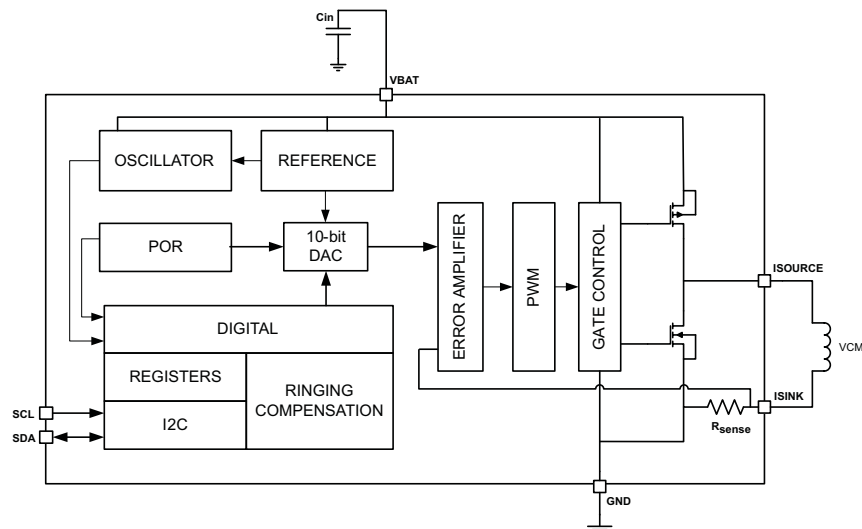 Cin
VBAT
OSCILLATOR
REFERENCE
POR
10-bit
DAC
ERROR AMPLIFIER
PWM
GATE CONTROL
ISOURCE
VCM
ISINK
Rsense
DIGITAL
REGISTERS
RINGING
COMPENSATION
I2C
SCL
SDA
GND